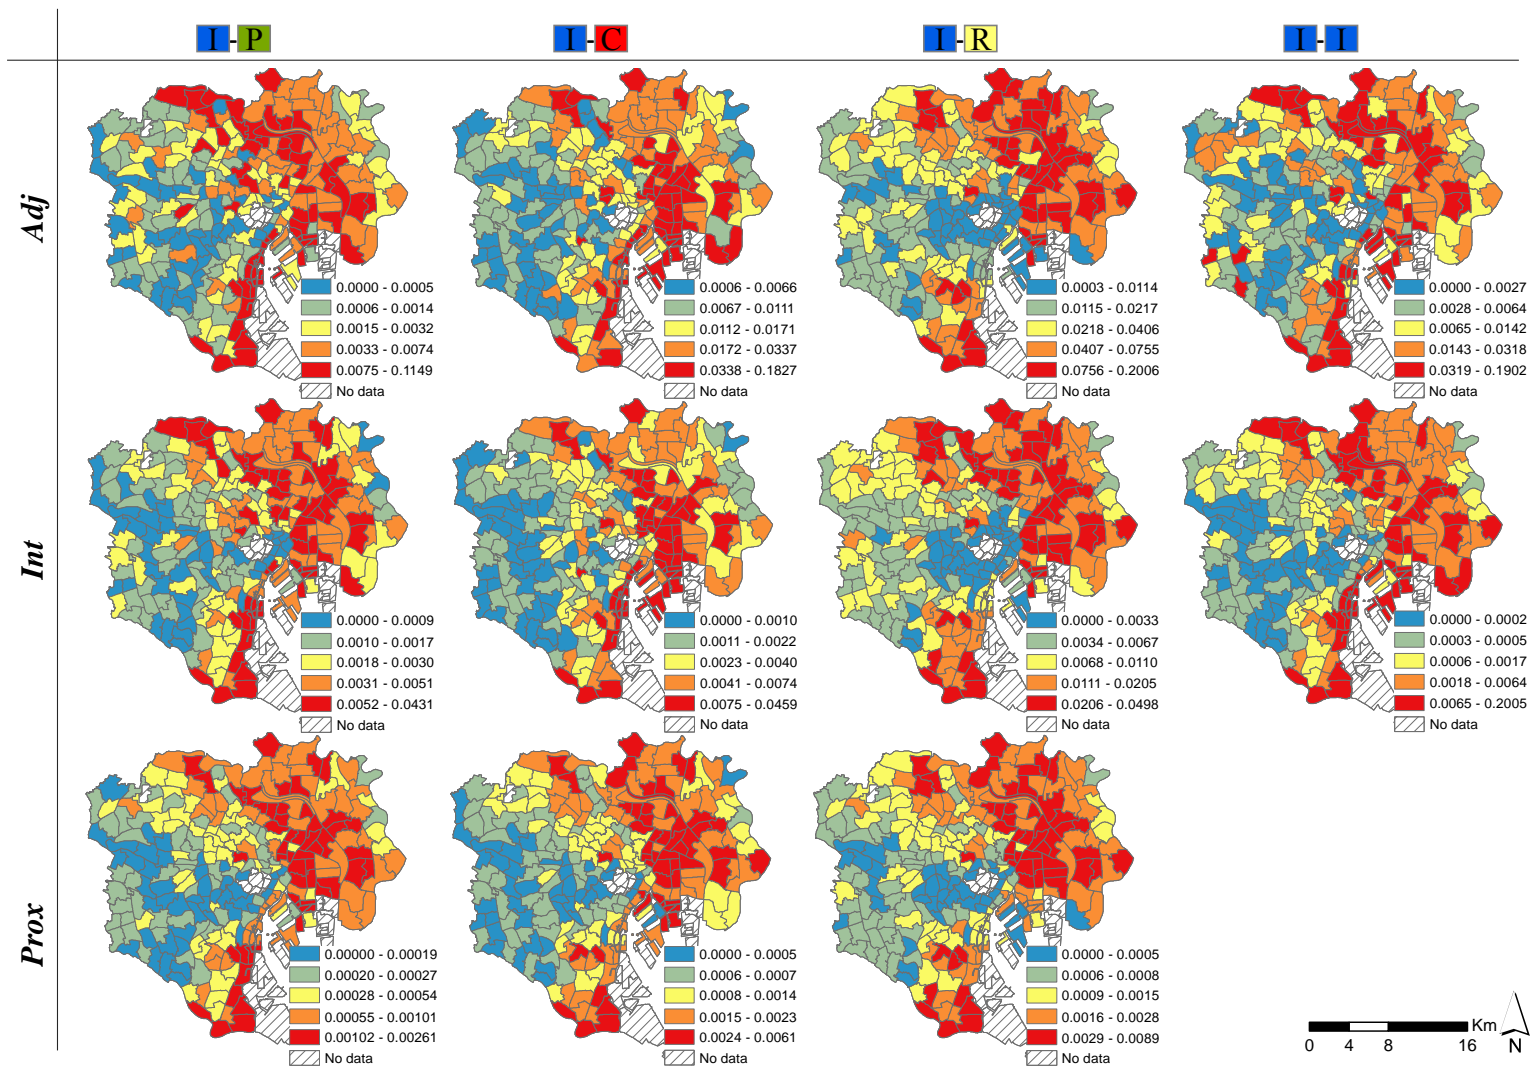 I-P
I-C
I-R
I-I
Adj
0.0000 - 0.0005
0.0006 - 0.0014
0.0015 - 0.0032
0.0033 - 0.0074
0.0075 - 0.1149
No data
0.0006 - 0.0066
0.0067 - 0.0111
0.0112 - 0.0171
0.0172 - 0.0337
0.0338 - 0.1827
No data
0.0003 - 0.0114
0.0115 - 0.0217
0.0218 - 0.0406
0.0407 - 0.0755
0.0756 - 0.2006
No data
0.0000 - 0.0027
0.0028 - 0.0064
0.0065 - 0.0142
0.0143 - 0.0318
0.0319 - 0.1902
No data
Int
0.0000 - 0.0009
0.0010 - 0.0017
0.0018 - 0.0030
0.0031 - 0.0051
0.0052 - 0.0431
No data
0.0000 - 0.0010
0.0011 - 0.0022
0.0023 - 0.0040
0.0041 - 0.0074
0.0075 - 0.0459
No data
0.0000 - 0.0033
0.0034 - 0.0067
0.0068 - 0.0110
0.0111 - 0.0205
0.0206 - 0.0498
No data
0.0000 - 0.0002
0.0003 - 0.0005
0.0006 - 0.0017
0.0018 - 0.0064
0.0065 - 0.2005
No data
Prox
0.00000 - 0.00019
0.00020 - 0.00027
0.00028 - 0.00054
0.00055 - 0.00101
0.00102 - 0.00261
No data
0.0000 - 0.0005
0.0006 - 0.0007
0.0008 - 0.0014
0.0015 - 0.0023
0.0024 - 0.0061
No data
0.0000 - 0.0005
0.0006 - 0.0008
0.0009 - 0.0015
0.0016 - 0.0028
0.0029 - 0.0089
No data
Km
0 4 8 16
N